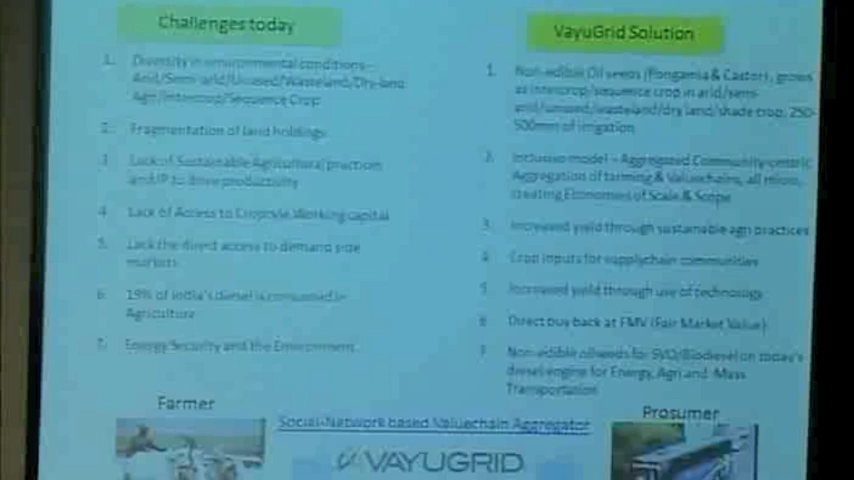 Challenges today
1. Diversity in environmental conditions -
Arid/Semi-arid/Unused/Wasteland/Dry-land
Agri/Intercrop/Sequence Crop
2. Fragmentation of land holdings
3. Lack of Sustainable Agricultural practices
and IP to drive productivity
4. Lack of Access to Working capital
5. Lack the direct access to demand side
markets
6. 19% of India's diesel is consumed in
Agriculture
7. Energy Security and the Environment
VayuGrid Solution
1. Non-edible Oil seeds (Pongamia & Castor), grows
as intercrop/sequence crop in arid/semi-
arid/unused/wasteland/dry land/shade crop, 250-
500mm of irrigation
2. Inclusive model – Aggregated Community-centric
Aggregation of farming & Valuechains, all micro,
creating Economies of Scale & Scope
3. Increased yield through sustainable agri practices
4. Crop inputs for supplychain communities
5. Increased yield through use of technology
6. Direct buy back at FMV (Fair Market Value)
7. Non-edible oilseeds for SVO/Biodiesel on today's
diesel engine for Energy, Agri and Mass
Transportation
Farmer
Social-Network based Valuechain Aggregator
Prosumer
VAYUGRID